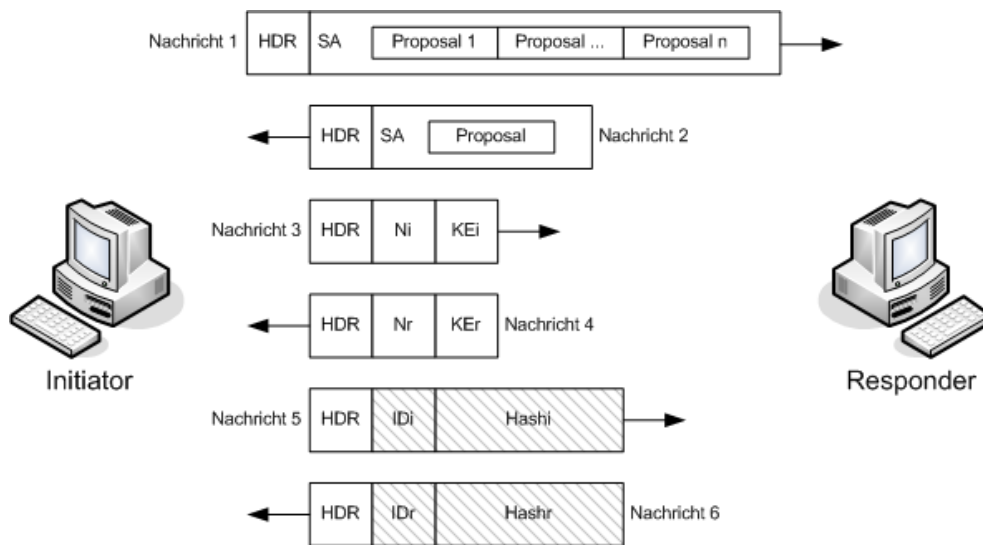 Nachricht 1 HDR SA Proposal 1 Proposal ... Proposal n
HDR SA Proposal Nachricht 2
Nachricht 3 HDR Ni KEi
HDR Nr KEr Nachricht 4
Initiator
Responder
Nachricht 5 HDR IDi Hashi
HDR IDr Hashr Nachricht 6